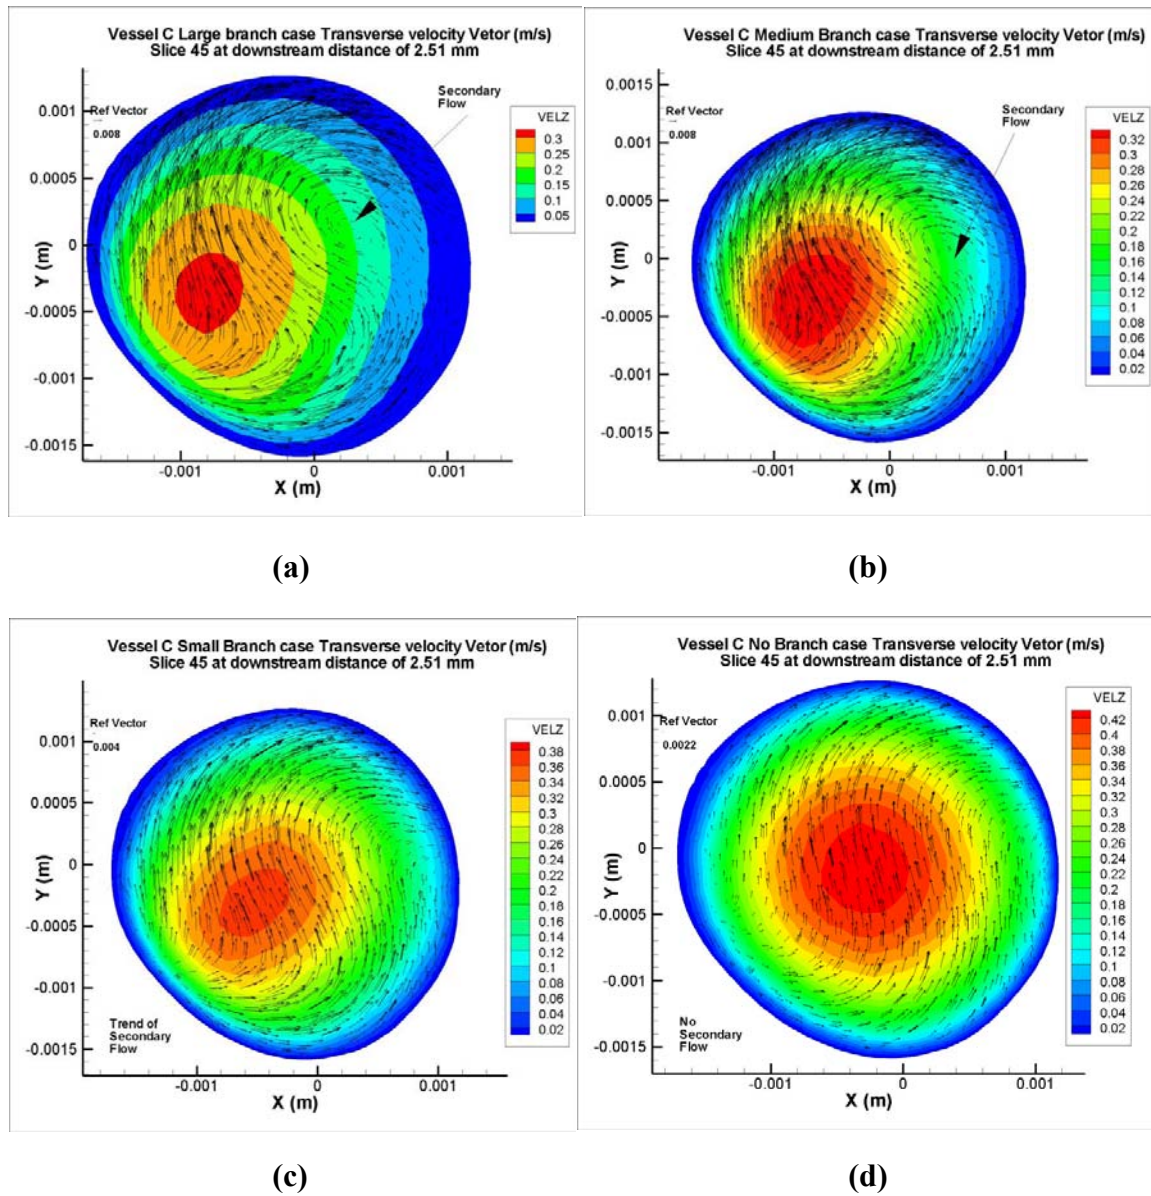 Vessel C Large branch case Transverse velocity Vetor (m/s)
Slice 45 at downstream distance of 2.51 mm
Ref Vector
0.008
Secondary
Flow
VELZ
0.3
0.25
0.2
0.15
0.1
0.05
0.001
0.0005
0
-0.0005
-0.001
-0.0015
Y (m)
-0.001
0
0.001
X (m)
(a)
Vessel C Medium Branch case Transverse velocity Vetor (m/s)
Slice 45 at downstream distance of 2.51 mm
Ref Vector
0.008
Secondary
Flow
VELZ
0.32
0.3
0.28
0.26
0.24
0.22
0.2
0.18
0.16
0.14
0.12
0.1
0.08
0.06
0.04
0.02
0.0015
0.001
0.0005
0
-0.0005
-0.001
-0.0015
Y (m)
-0.001
0
0.001
X (m)
(b)
Vessel C Small Branch case Transverse velocity Vetor (m/s)
Slice 45 at downstream distance of 2.51 mm
Ref Vector
0.004
VELZ
0.38
0.36
0.34
0.32
0.3
0.28
0.26
0.24
0.22
0.2
0.18
0.16
0.14
0.12
0.1
0.08
0.06
0.04
0.02
0.001
0.0005
0
-0.0005
-0.001
-0.0015
Y (m)
Trend of
Secondary
Flow
-0.001
0
0.001
X (m)
(c)
Vessel C No Branch case Transverse velocity Vetor (m/s)
Slice 45 at downstream distance of 2.51 mm
Ref Vector
0.0022
VELZ
0.42
0.4
0.38
0.36
0.34
0.32
0.3
0.28
0.26
0.24
0.22
0.2
0.18
0.16
0.14
0.12
0.1
0.08
0.06
0.04
0.02
0.001
0.0005
0
-0.0005
-0.001
-0.0015
Y (m)
No
Secondary
Flow
-0.001
0
0.001
X (m)
(d)